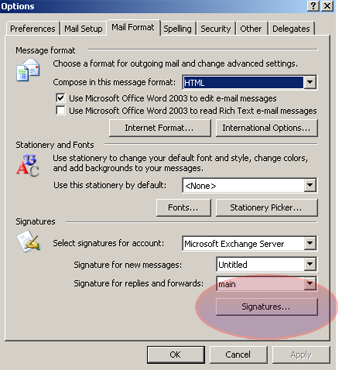 Options
Preferences Mail Setup Mail Format Spelling Security Other Delegates
Message format
Choose a format for outgoing mail and change advanced settings.
Compose in this message format: HTML
Use Microsoft Office Word 2003 to edit e-mail messages
Use Microsoft Office Word 2003 to read Rich Text e-mail messages
Internet Format... International Options...
Stationery and Fonts
Use stationery to change your default font and style, change colors,
and add backgrounds to your messages.
Use this stationery by default: <None>
Fonts... Stationery Picker...
Signatures
Select signatures for account: Microsoft Exchange Server
Signature for new messages: Untitled
Signature for replies and forwards: main
Signatures...
OK Cancel Apply